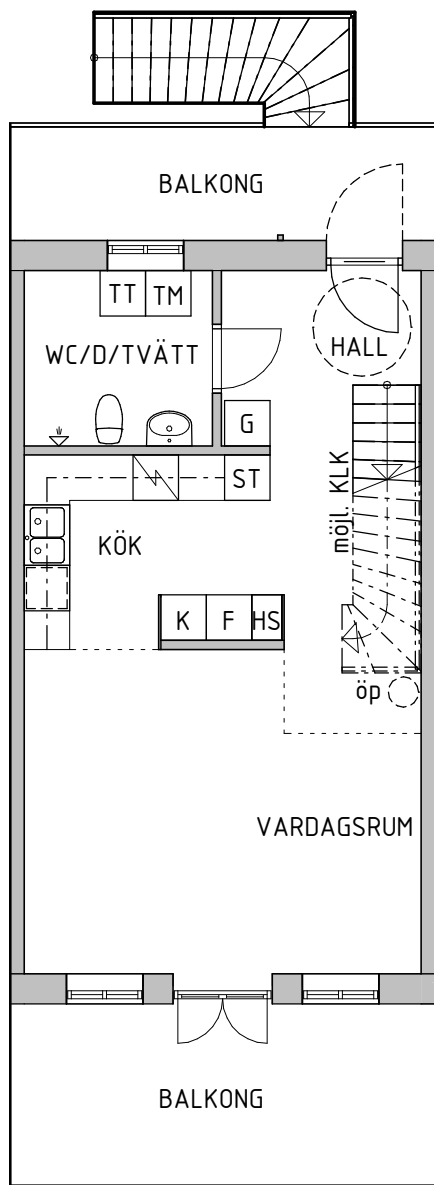 BALKONG
TT TM
WC/D/TVÄTT
HALL
G
ST
möjl. KLK
KÖK
K F HS
öp
VARDAGSRUM
BALKONG